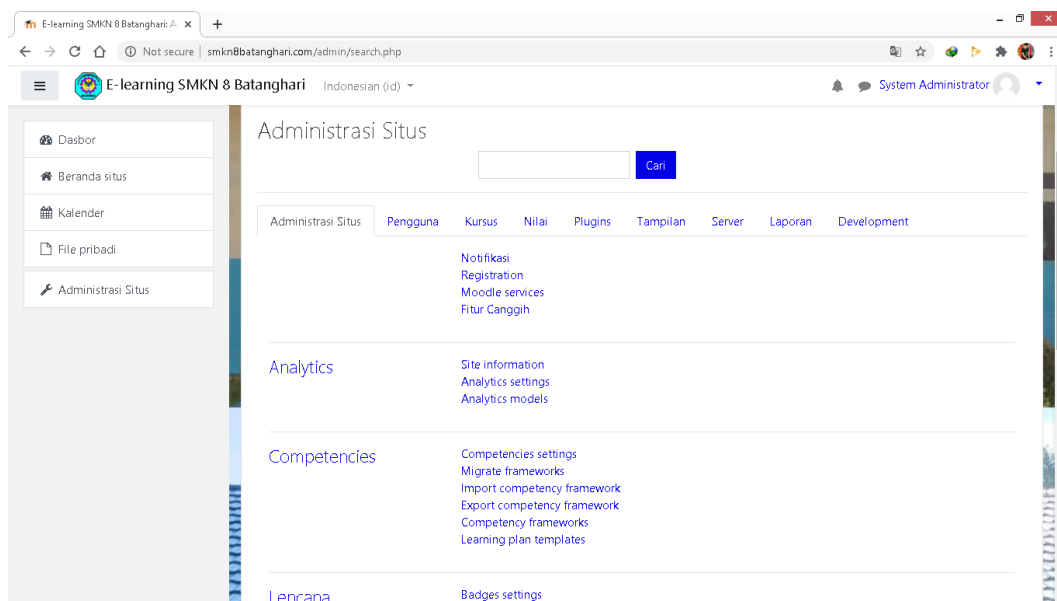 E-learning SMKN 8 Batanghari: A
Not secure | smkn8batanghari.com/admin/search.php
E-learning SMKN 8 Batanghari
Indonesian (id)
System Administrator
Dasbor
Beranda situs
Kalender
File pribadi
Administrasi Situs
Administrasi Situs
Cari
Administrasi Situs Pengguna Kursus Nilai Plugins Tampilan Server Laporan Development
Notifikasi
Registration
Moodle services
Fitur Canggih
Analytics
Site information
Analytics settings
Analytics models
Competencies
Competencies settings
Migrate frameworks
Import competency framework
Export competency framework
Competency frameworks
Learning plan templates
Lencana
Badges settings